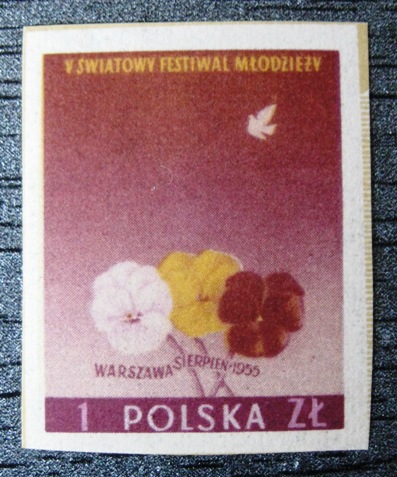 V ŚWIATOWY FESTIWAL MŁODZIEŻY
WARSZAWA SIERPIEŃ·1955
1 POLSKA ZŁ